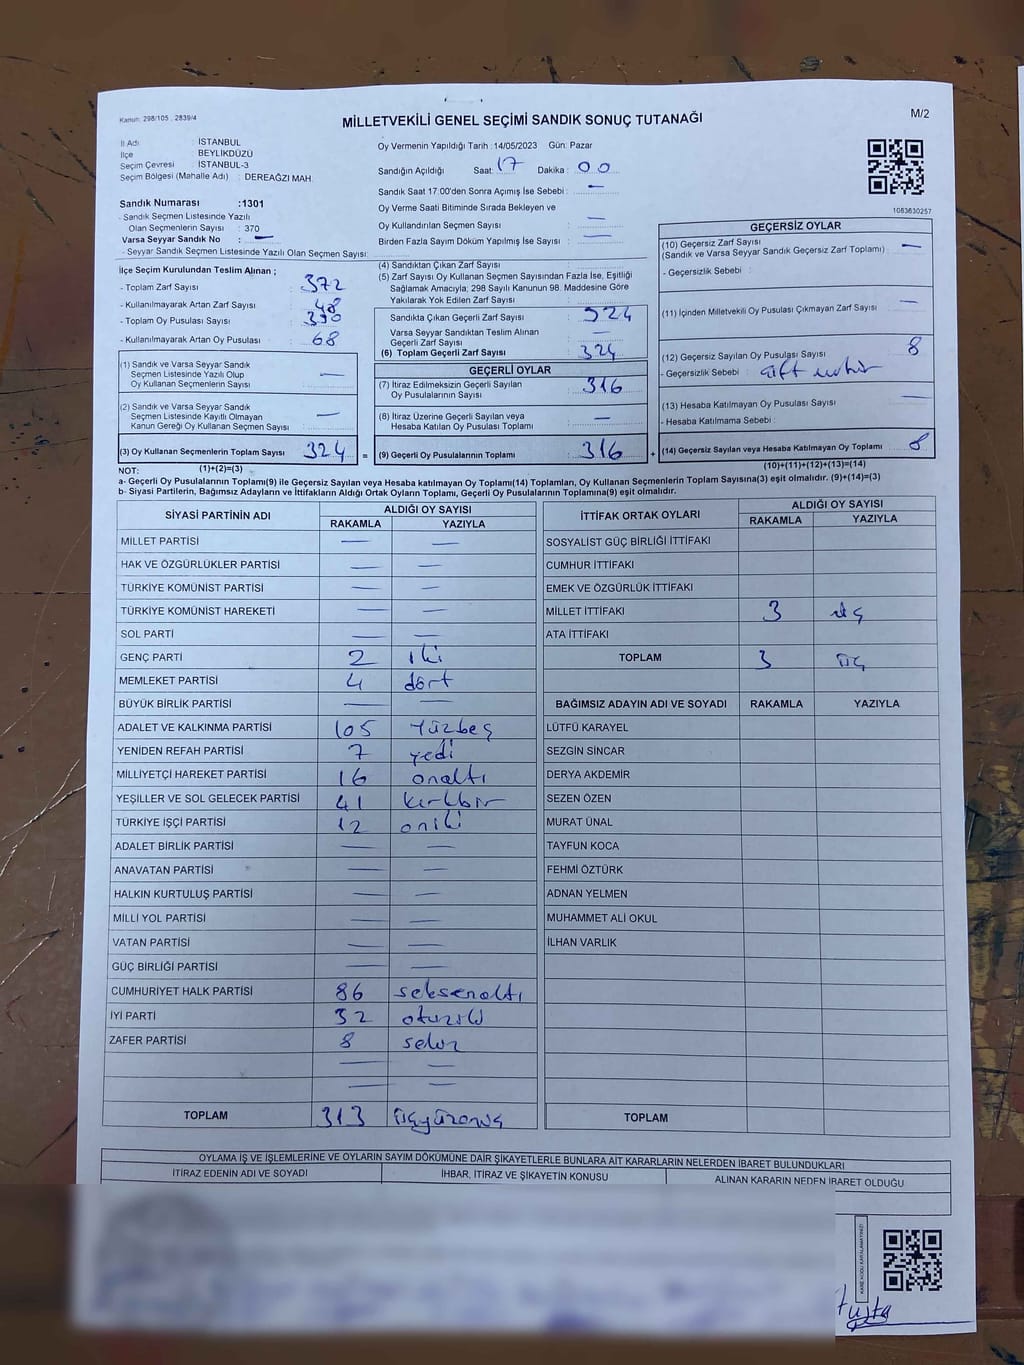 Kanun: 298/105 , 2839/4
M/2
MİLLETVEKİLİ GENEL SEÇİMİ SANDIK SONUÇ TUTANAĞI
İl Adı : İSTANBUL
İlçe : BEYLİKDÜZÜ
Seçim Çevresi : İSTANBUL-3
Seçim Bölgesi (Mahalle Adı) : DEREAĞZI MAH.
Oy Vermenin Yapıldığı Tarih :14/05/2023 Gün: Pazar
Sandığın Açıldığı Saat: 17 Dakika: 00
Sandık Saat 17.00'den Sonra Açımış İse Sebebi : —
Oy Verme Saati Bitiminde Sırada Bekleyen ve
Oy Kullandırılan Seçmen Sayısı : —
Birden Fazla Sayım Döküm Yapılmış İse Sayısı : —
1083630257
Sandık Numarası :1301
- Sandık Seçmen Listesinde Yazılı
Olan Seçmenlerin Sayısı : 370
Varsa Seyyar Sandık No : —
- Seyyar Sandık Seçmen Listesinde Yazılı Olan Seçmen Sayısı:
İlçe Seçim Kurulundan Teslim Alınan ;
- Toplam Zarf Sayısı : 372
- Kullanılmayarak Artan Zarf Sayısı : 48
- Toplam Oy Pusulası Sayısı :
- Kullanılmayarak Artan Oy Pusulası : 68
(1) Sandık ve Varsa Seyyar Sandık
Seçmen Listesinde Yazılı Olup
Oy Kullanan Seçmenlerin Sayısı : —
(2) Sandık ve Varsa Seyyar Sandık
Seçmen Listesinde Kayıtlı Olmayan
Kanun Gereği Oy Kullanan Seçmen Sayısı : —
(3) Oy Kullanan Seçmenlerin Toplam Sayısı : 324 =
(4) Sandıktan Çıkan Zarf Sayısı :
(5) Zarf Sayısı Oy Kullanan Seçmen Sayısından Fazla İse, Eşitliği
Sağlamak Amacıyla; 298 Sayılı Kanunun 98. Maddesine Göre
Yakılarak Yok Edilen Zarf Sayısı :
Sandıkta Çıkan Geçerli Zarf Sayısı : 324
Varsa Seyyar Sandıktan Teslim Alınan
Geçerli Zarf Sayısı : —
(6) Toplam Geçerli Zarf Sayısı : 324
GEÇERLİ OYLAR
(7) İtiraz Edilmeksizin Geçerli Sayılan
Oy Pusulalarının Sayısı : 316
(8) İtiraz Üzerine Geçerli Sayılan veya
Hesaba Katılan Oy Pusulası Toplamı : —
(9) Geçerli Oy Pusulalarının Toplamı : 316 +
GEÇERSİZ OYLAR
(10) Geçersiz Zarf Sayısı : —
(Sandık ve Varsa Seyyar Sandık Geçersiz Zarf Toplamı)
- Geçersizlik Sebebi :
(11) İçinden Milletvekili Oy Pusulası Çıkmayan Zarf Sayısı : —
(12) Geçersiz Sayılan Oy Pusulası Sayısı : 8
- Geçersizlik Sebebi : çift mühür
(13) Hesaba Katılmayan Oy Pusulası Sayısı : —
- Hesaba Katılmama Sebebi :
(14) Geçersiz Sayılan veya Hesaba Katılmayan Oy Toplamı : 8
NOT: (1)+(2)=(3)
(10)+(11)+(12)+(13)=(14)
a- Geçerli Oy Pusulalarının Toplamı(9) ile Geçersiz Sayılan veya Hesaba katılmayan Oy Toplamı(14) Toplamları, Oy Kullanan Seçmenlerin Toplam Sayısına(3) eşit olmalıdır. (9)+(14)=(3)
b- Siyasi Partilerin, Bağımsız Adayların ve İttifakların Aldığı Ortak Oyların Toplamı, Geçerli Oy Pusulalarının Toplamına(9) eşit olmalıdır.
SİYASİ PARTİNİN ADI ALDIĞI OY SAYISI
RAKAMLA YAZIYLA
MİLLET PARTİSİ — —
HAK VE ÖZGÜRLÜKLER PARTİSİ — —
TÜRKİYE KOMÜNİST PARTİSİ — —
TÜRKİYE KOMÜNİST HAREKETİ — —
SOL PARTİ — —
GENÇ PARTİ 2 iki
MEMLEKET PARTİSİ 4 dört
BÜYÜK BİRLİK PARTİSİ — —
ADALET VE KALKINMA PARTİSİ 105 Yüzbeş
YENİDEN REFAH PARTİSİ 7 yedi
MİLLİYETÇİ HAREKET PARTİSİ 16 onaltı
YEŞİLLER VE SOL GELECEK PARTİSİ 41 kırkbir
TÜRKİYE İŞÇİ PARTİSİ 12 oniki
ADALET BİRLİK PARTİSİ — —
ANAVATAN PARTİSİ — —
HALKIN KURTULUŞ PARTİSİ — —
MİLLİ YOL PARTİSİ — —
VATAN PARTİSİ — —
GÜÇ BİRLİĞİ PARTİSİ — —
CUMHURİYET HALK PARTİSİ 86 seksenaltı
İYİ PARTİ 32 otuziki
ZAFER PARTİSİ 8 sekiz
— —
— —
TOPLAM 313 üçyüzonüç
İTTİFAK ORTAK OYLARI ALDIĞI OY SAYISI
RAKAMLA YAZIYLA
SOSYALİST GÜÇ BİRLİĞİ İTTİFAKI
CUMHUR İTTİFAKI
EMEK VE ÖZGÜRLÜK İTTİFAKI
MİLLET İTTİFAKI 3 üç
ATA İTTİFAKI
TOPLAM 3 üç
BAĞIMSIZ ADAYIN ADI VE SOYADI RAKAMLA YAZIYLA
LÜTFÜ KARAYEL
SEZGİN SİNCAR
DERYA AKDEMİR
SEZEN ÖZEN
MURAT ÜNAL
TAYFUN KOCA
FEHMİ ÖZTÜRK
ADNAN YELMEN
MUHAMMET ALİ OKUL
İLHAN VARLIK
TOPLAM
OYLAMA İŞ VE İŞLEMLERİNE VE OYLARIN SAYIM DÖKÜMÜNE DAİR ŞİKAYETLERLE BUNLARA AİT KARARLARIN NELERDEN İBARET BULUNDUKLARI
İTİRAZ EDENİN ADI VE SOYADI İHBAR, İTİRAZ VE ŞİKAYETİN KONUSU ALINAN KARARIN NEDEN İBARET OLDUĞU
KARE KODU KARALAMAYINIZ!